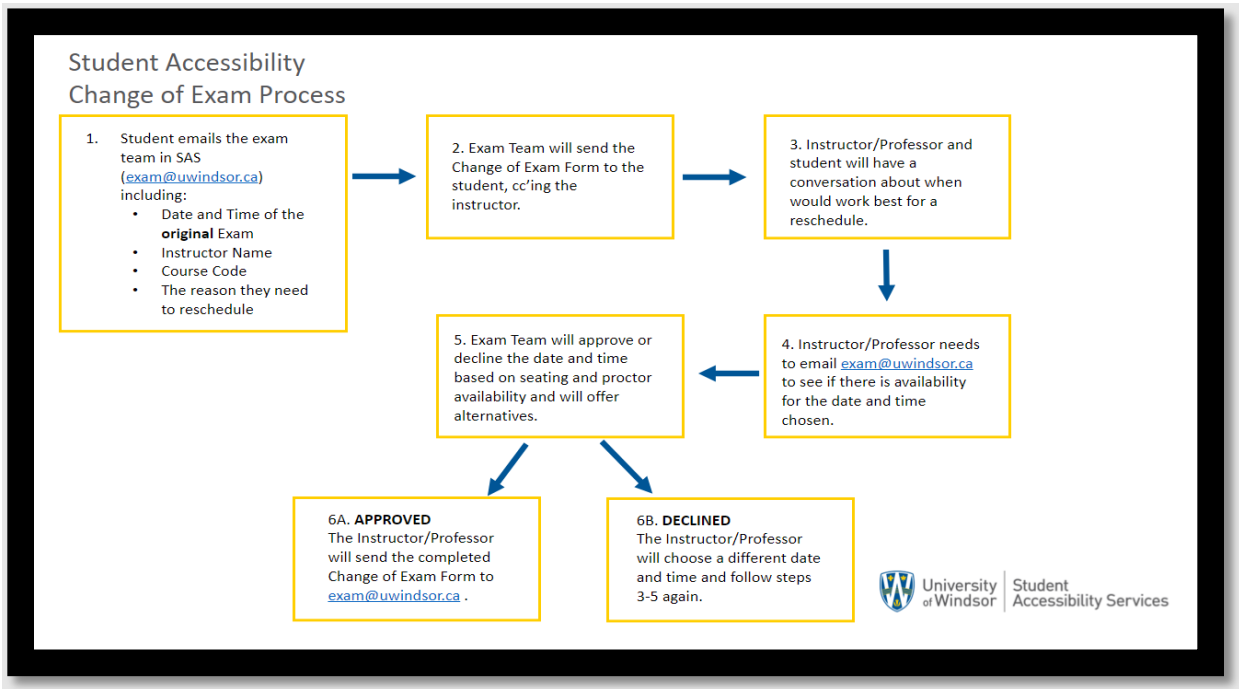 Student Accessibility
Change of Exam Process
1. Student emails the exam
team in SAS
(exam@uwindsor.ca)
including:
• Date and Time of the
original Exam
• Instructor Name
• Course Code
• The reason they need
to reschedule
2. Exam Team will send the
Change of Exam Form to the
student, cc'ing the
instructor.
3. Instructor/Professor and
student will have a
conversation about when
would work best for a
reschedule.
4. Instructor/Professor needs
to email exam@uwindsor.ca
to see if there is availability
for the date and time
chosen.
5. Exam Team will approve or
decline the date and time
based on seating and proctor
availability and will offer
alternatives.
6A. APPROVED
The Instructor/Professor
will send the completed
Change of Exam Form to
exam@uwindsor.ca .
6B. DECLINED
The Instructor/Professor
will choose a different date
and time and follow steps
3-5 again.
University
of Windsor
Student
Accessibility Services